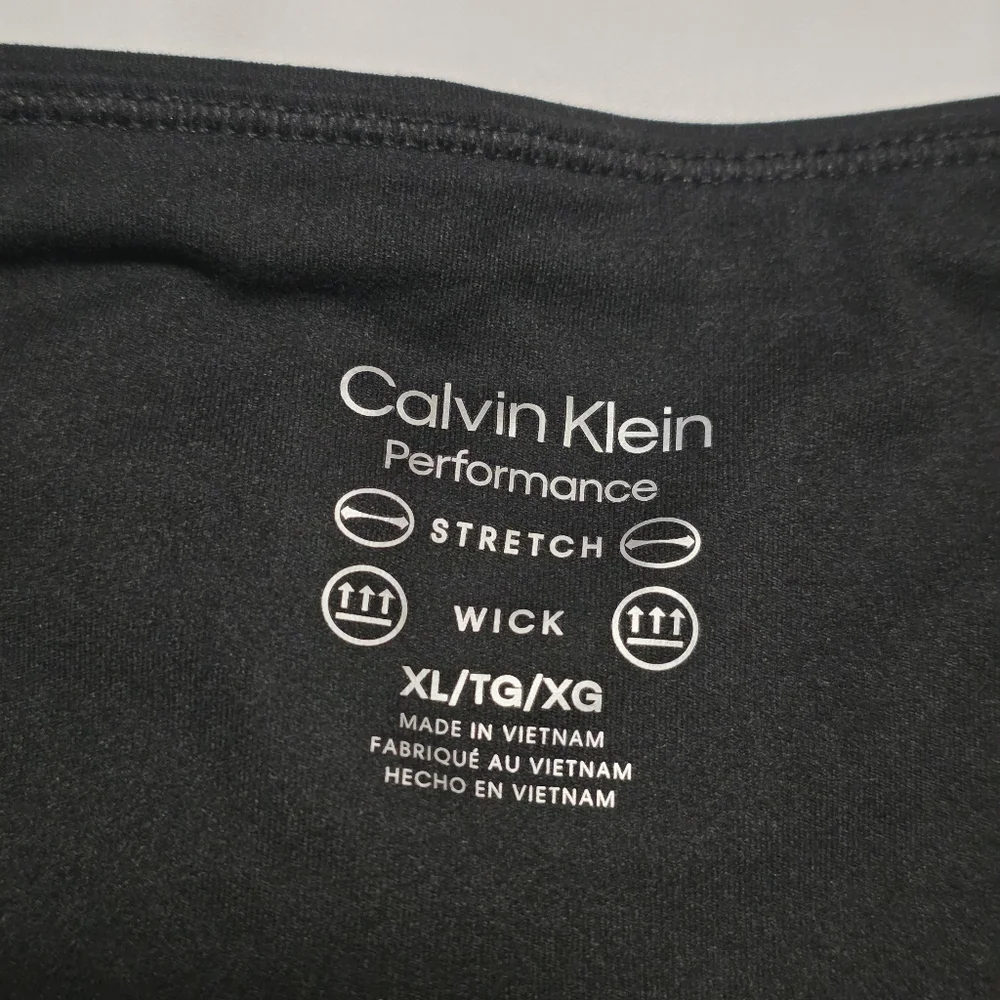 Calvin Klein
Performance
STRETCH
WICK
XL/TG/XG
MADE IN VIETNAM
FABRIQUÉ AU VIETNAM
HECHO EN VIETNAM